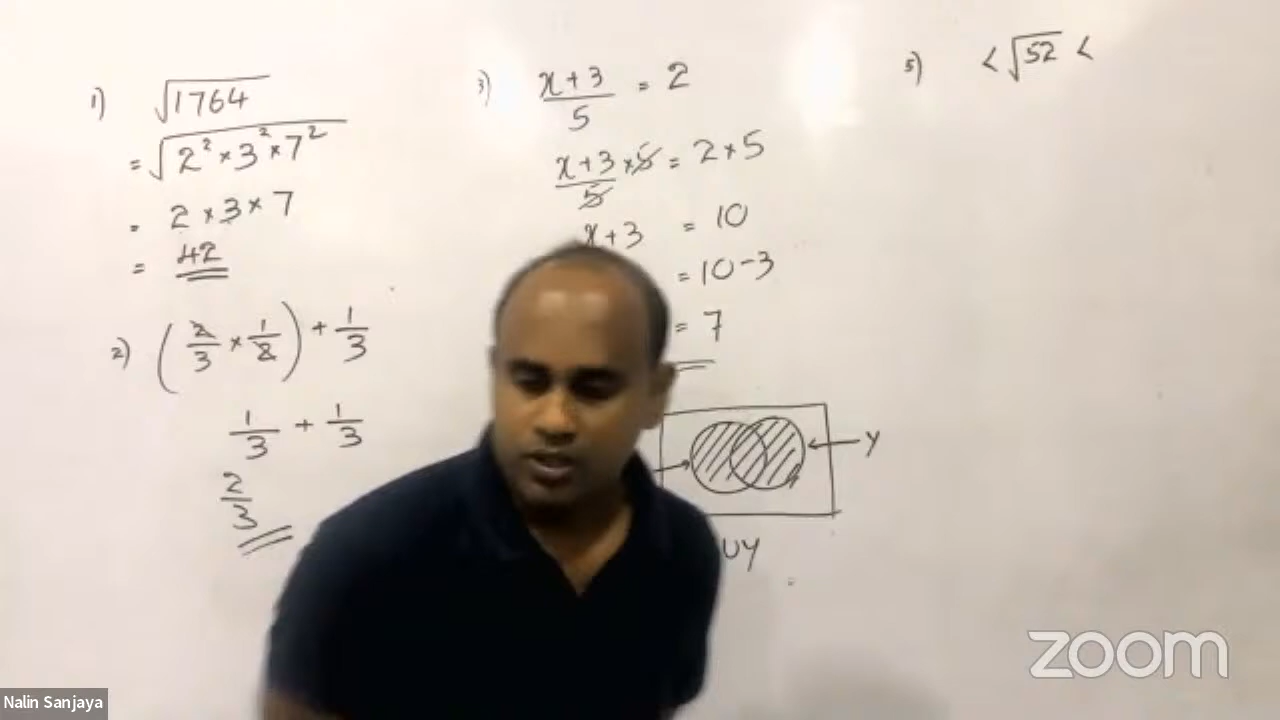 1) √1764
= √2² × 3² × 7²
= 2 × 3 × 7
= 42
2) (2/3 × 1/2) + 1/3
1/3 + 1/3
2/3
3) x + 3 / 5 = 2
x + 3 / 5 × 5 = 2 × 5
x + 3 = 10
= 10 - 3
= 7
Y
UY
5) < √52 <
zoom
Nalin Sanjaya